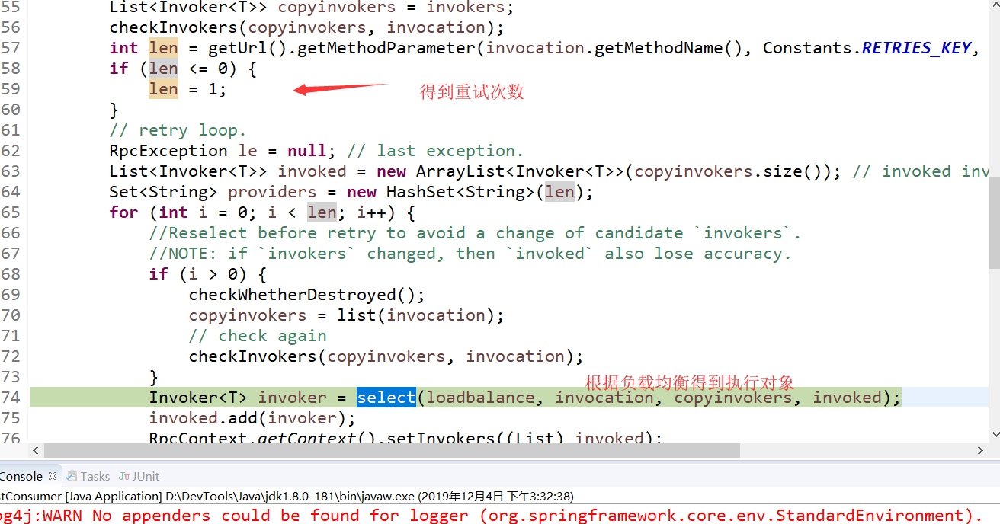 55 List<Invoker<T>> copyinvokers = invokers;
56 checkInvokers(copyinvokers, invocation);
57 int len = getUrl().getMethodParameter(invocation.getMethodName(), Constants.RETRIES_KEY,
58 if (len <= 0) {
59 len = 1;
得到重试次数
60 }
61 // retry loop.
62 RpcException le = null; // last exception.
63 List<Invoker<T>> invoked = new ArrayList<Invoker<T>>(copyinvokers.size()); // invoked inv
64 Set<String> providers = new HashSet<String>(len);
65 for (int i = 0; i < len; i++) {
66 //Reselect before retry to avoid a change of candidate `invokers`.
67 //NOTE: if `invokers` changed, then `invoked` also lose accuracy.
68 if (i > 0) {
69 checkWhetherDestroyed();
70 copyinvokers = list(invocation);
71 // check again
72 checkInvokers(copyinvokers, invocation);
73 }
根据负载均衡得到执行对象
74 Invoker<T> invoker = select(loadbalance, invocation, copyinvokers, invoked);
75 invoked.add(invoker);
76 RpcContext.getContext().setInvokers((List) invoked);
Console Tasks JUnit
stConsumer [Java Application] D:\DevTools\Java\jdk1.8.0_181\bin\javaw.exe (2019年12月4日 下午3:32:38)
og4j:WARN No appenders could be found for logger (org.springframework.core.env.StandardEnvironment).